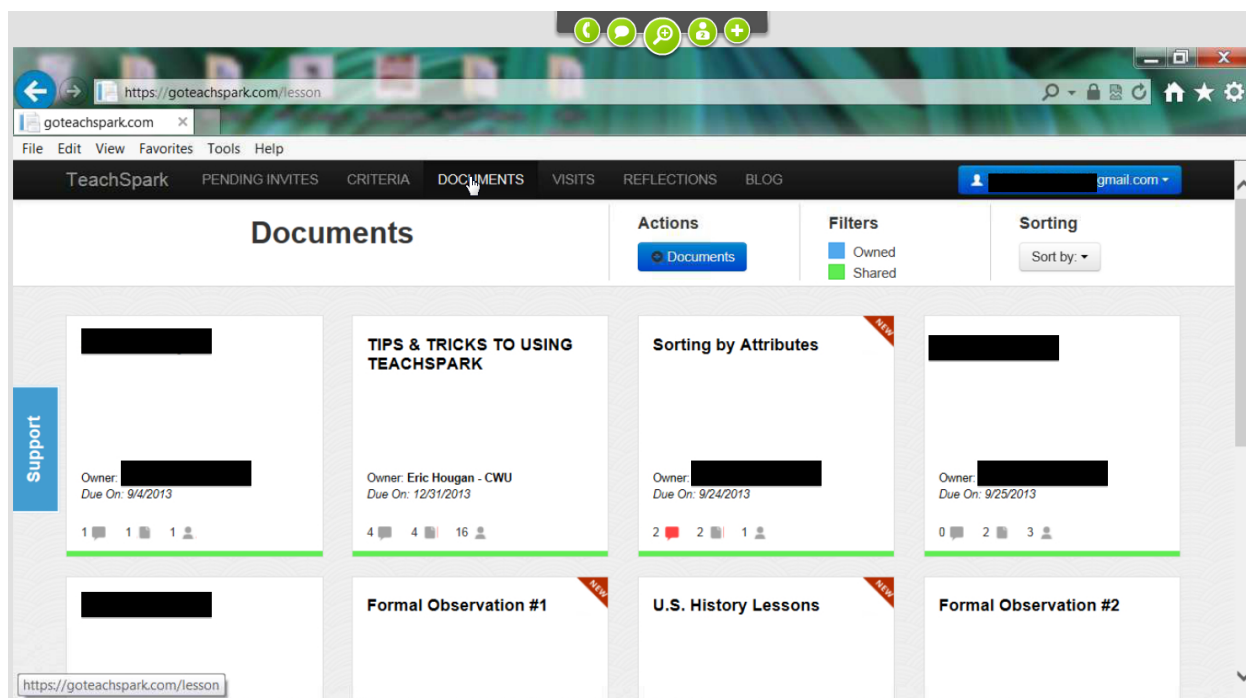 https://goteachspark.com/lesson
goteachspark.com
File Edit View Favorites Tools Help
TeachSpark PENDING INVITES CRITERIA DOCUMENTS VISITS REFLECTIONS BLOG gmail.com
Documents
Actions
Documents
Filters
Owned
Shared
Sorting
Sort by:
Support
Owner:
Due On: 9/4/2013
1 1 1
TIPS & TRICKS TO USING
TEACHSPARK
Owner: Eric Hougan - CWU
Due On: 12/31/2013
4 4 16
NEW
Sorting by Attributes
Owner:
Due On: 9/24/2013
2 2 1
Owner:
Due On: 9/25/2013
0 2 3
NEW
Formal Observation #1
NEW
U.S. History Lessons
Formal Observation #2
https://goteachspark.com/lesson